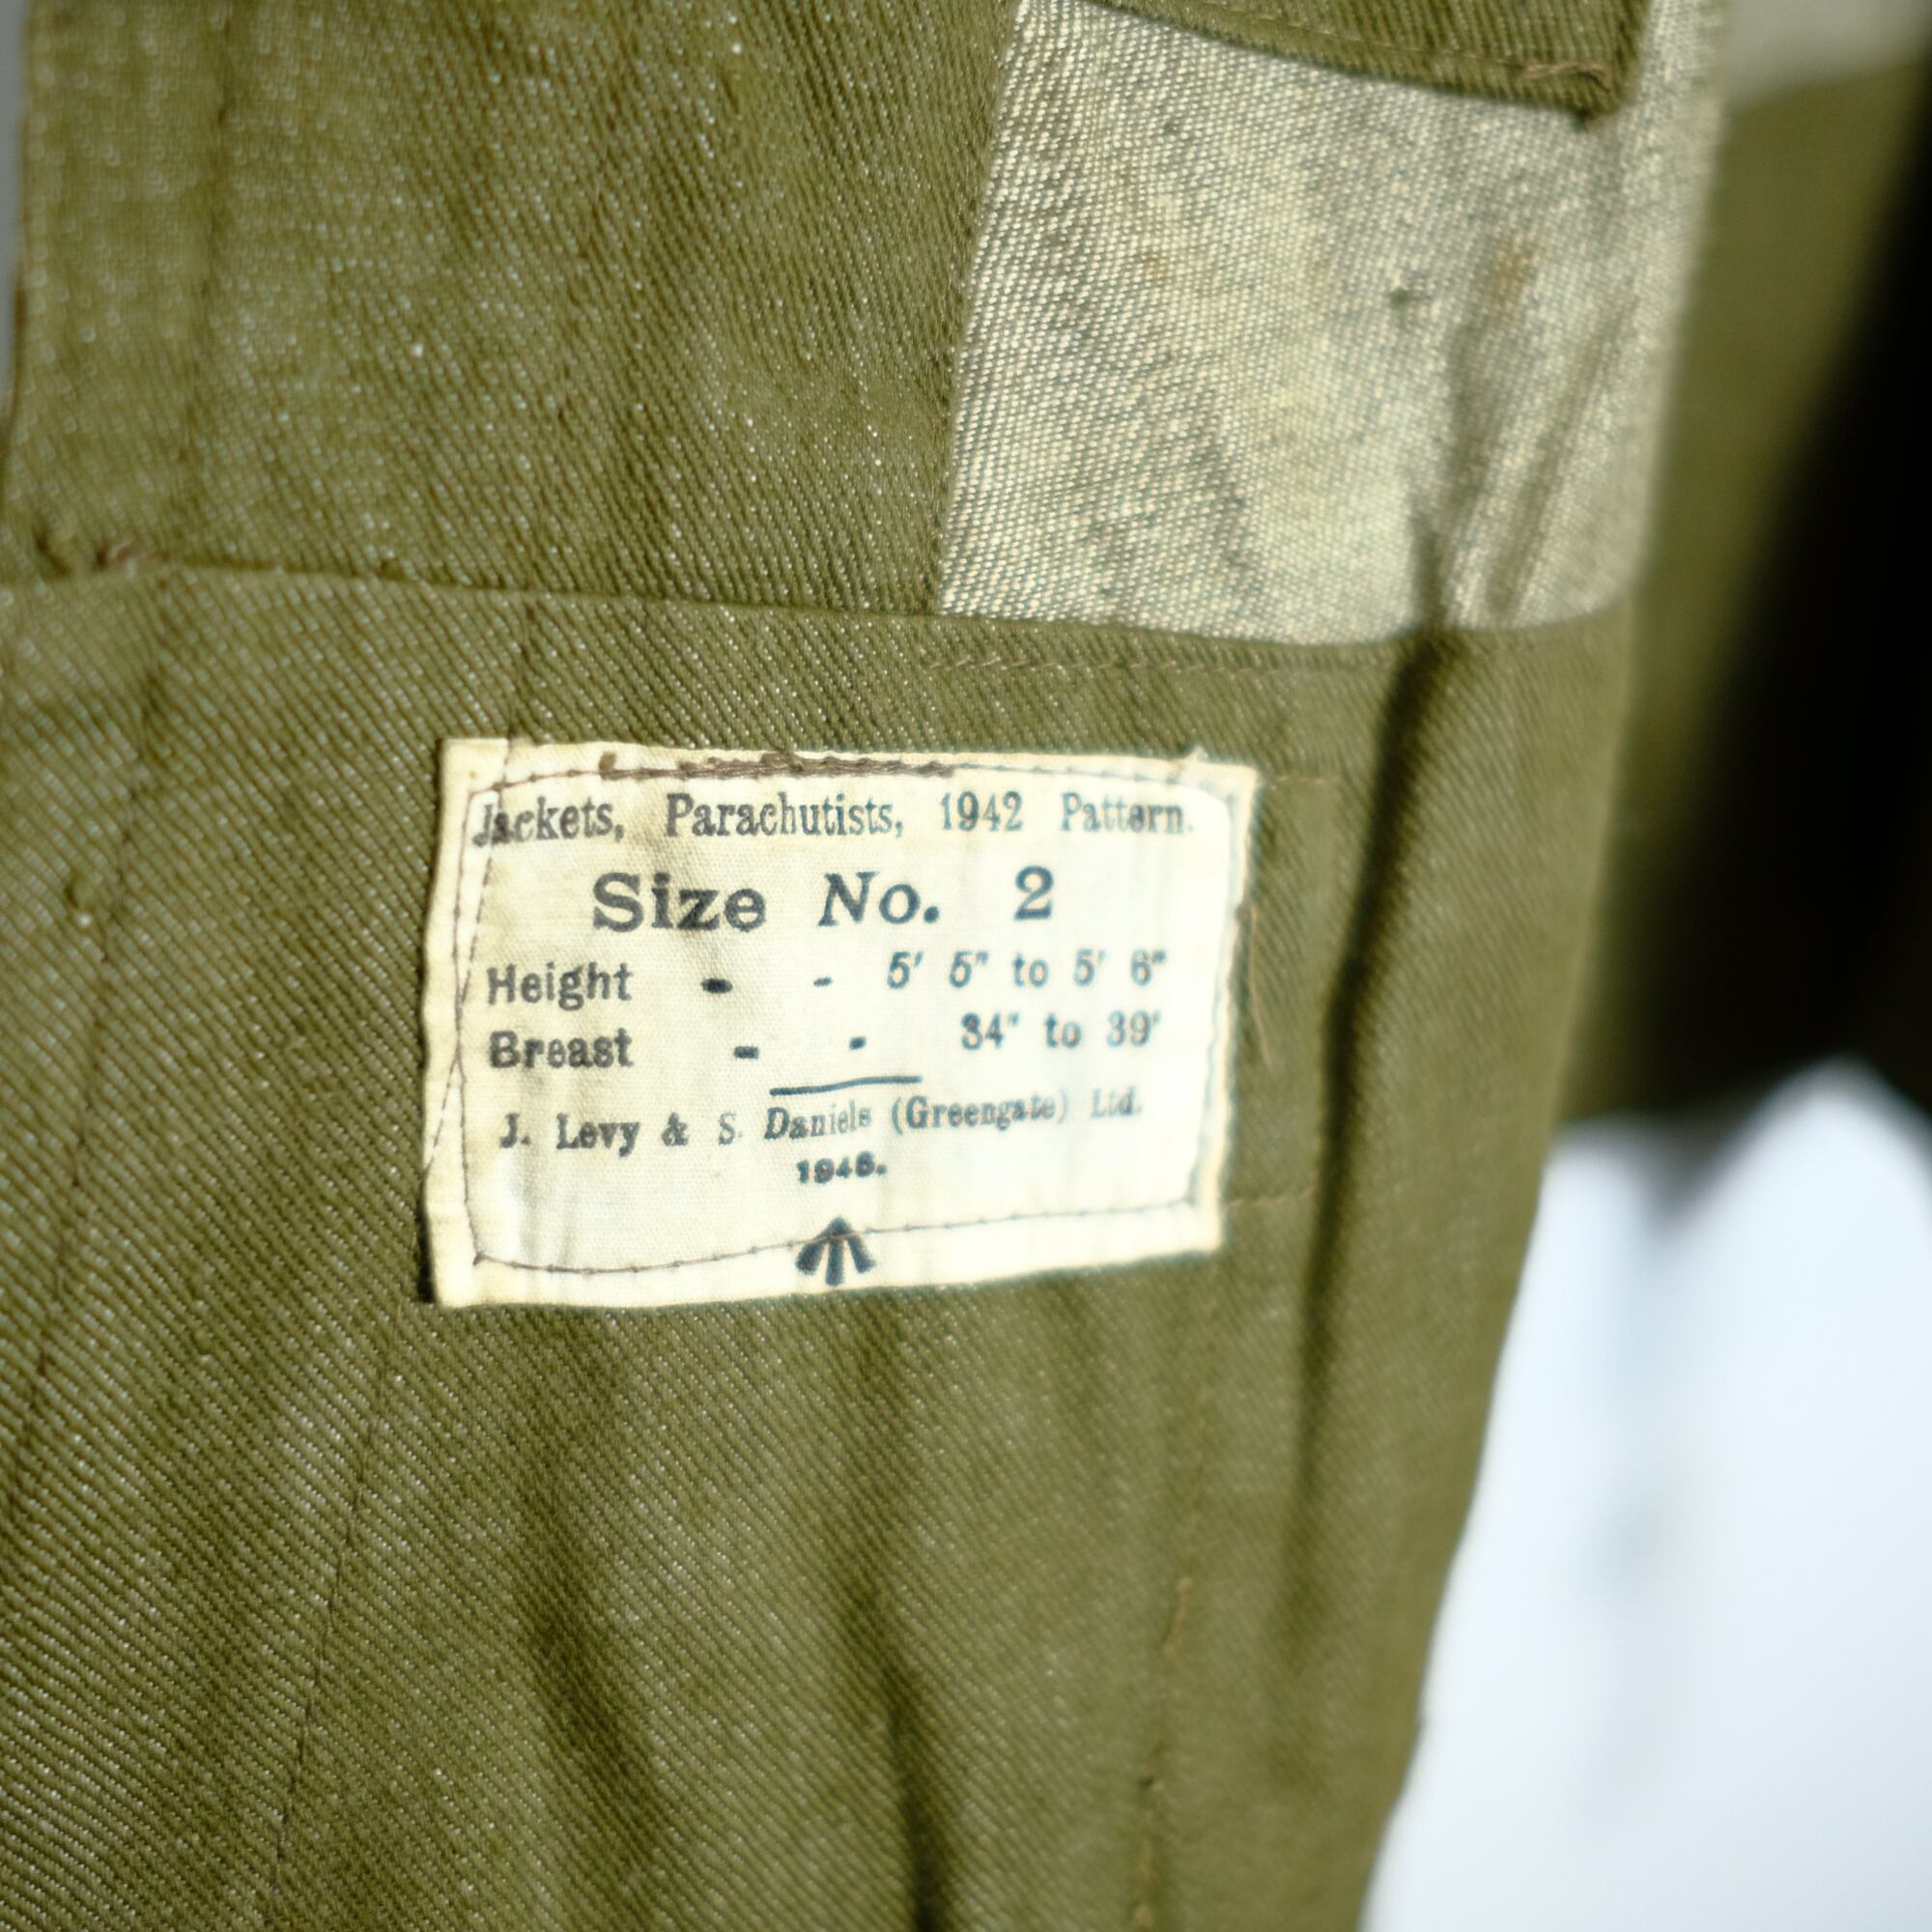 Jackets, Parachutists, 1942 Pattern.
Size No. 2
Height - - 5' 5" to 5' 6"
Breast - - 34" to 39"
J. Levy & S. Daniels (Greengate) Ltd.